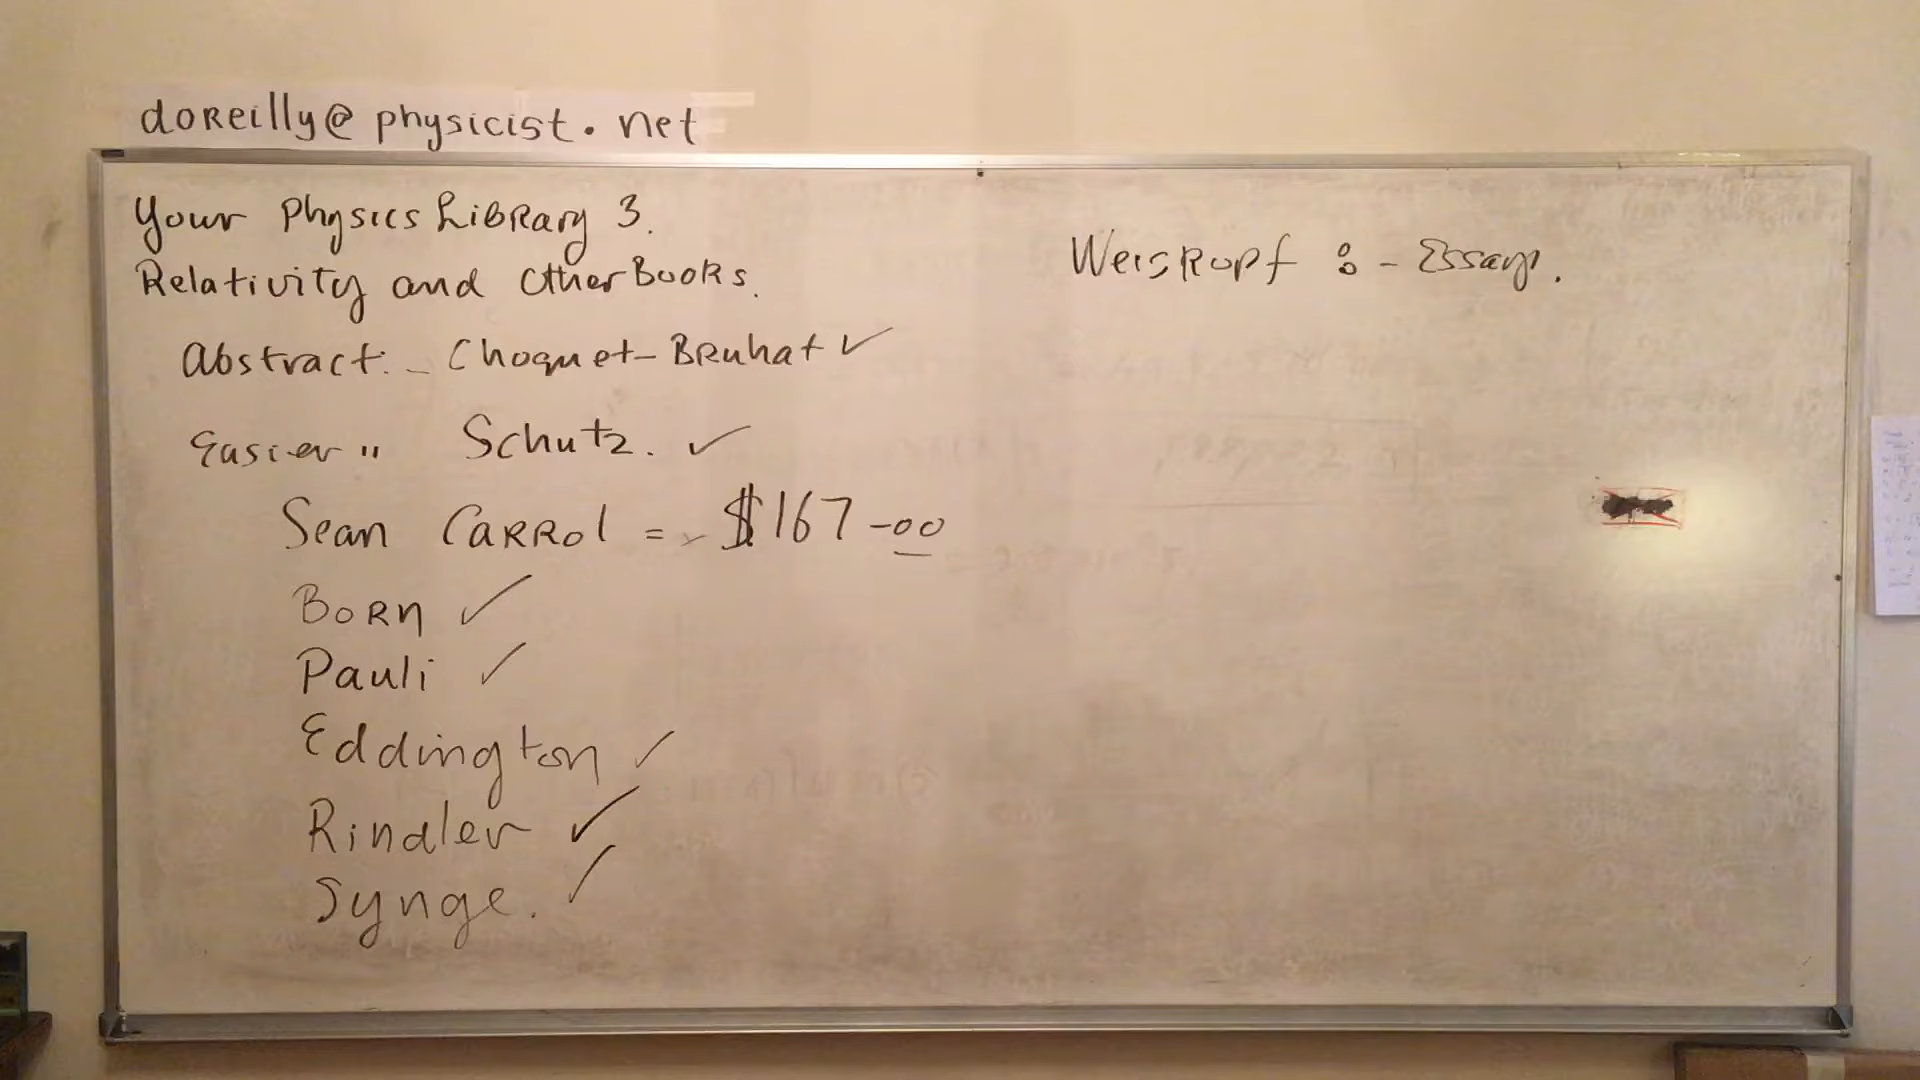 doReilly@physicist.net
Your Physics Library 3.
Relativity and Other Books.
Abstract:- Choquet-Bruhat ✓
Easier " Schutz. ✓
Sean Carrol = - $167-00
Born ✓
Pauli ✓
Eddington ✓
Rindler ✓
Synge. ✓
Weiskopf :- Essays.